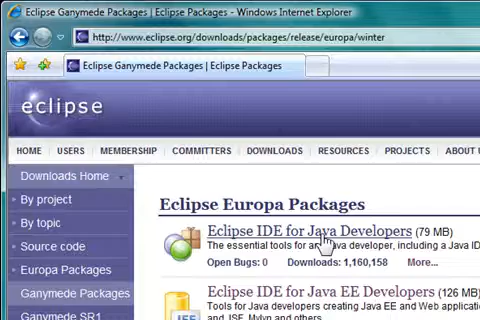 Eclipse Ganymede Packages | Eclipse Packages - Windows Internet Explorer
http://www.eclipse.org/downloads/packages/release/europa/winter
Eclipse Ganymede Packages | Eclipse Packages
eclipse
HOME USERS MEMBERSHIP COMMITTERS DOWNLOADS RESOURCES PROJECTS ABOUT
Downloads Home
By project
By topic
Source code
Europa Packages
Ganymede Packages
Ganymede SR1
Eclipse Europa Packages
Eclipse IDE for Java Developers (79 MB)
The essential tools for any Java developer, including a Java ID
Open Bugs: 0 Downloads: 1,160,158 More...
Eclipse IDE for Java EE Developers (126 MB)
Tools for Java developers creating Java EE and Web applicatio
and JSF, Mylyn and others.